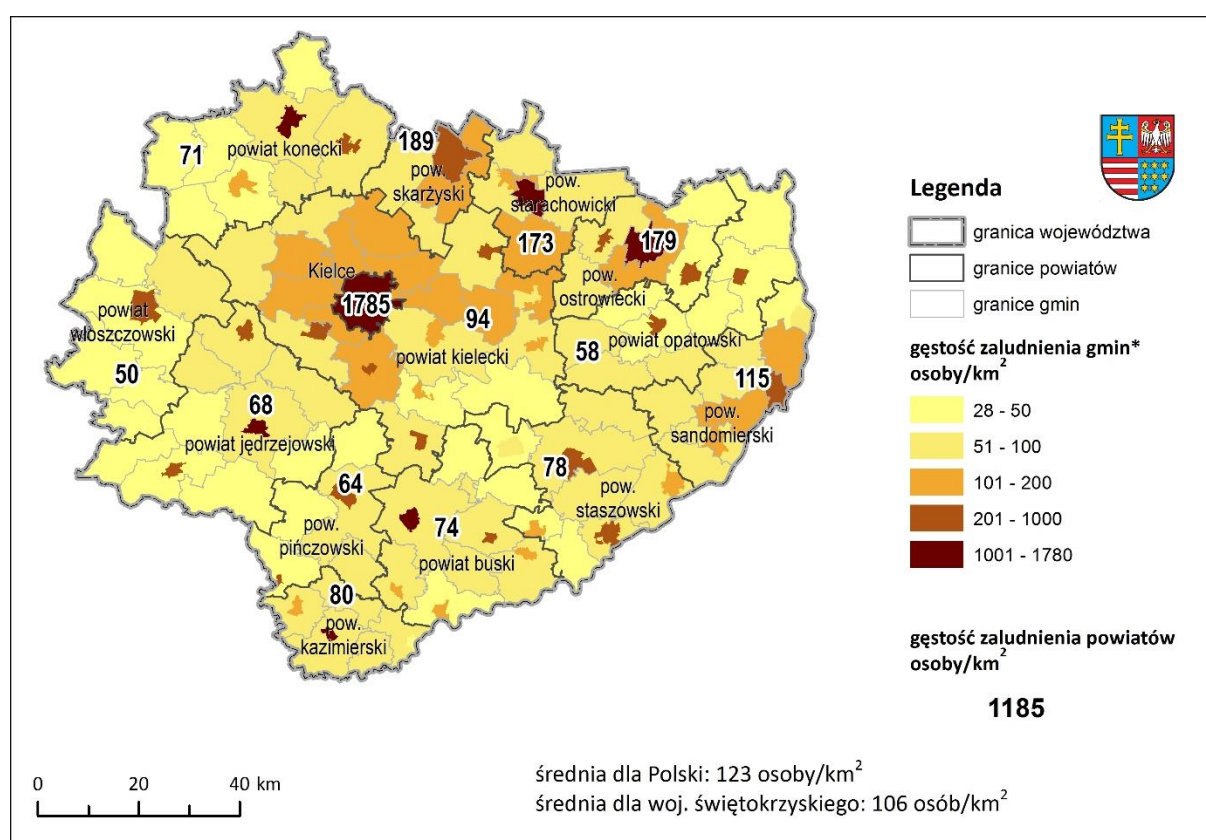 71
powiat konecki
189
pow.
skarżyski
pow.
starachowicki
173
179
pow.
ostrowiecki
Kielce
1785
94
powiat kielecki
powiat
włoszczowski
50
58
powiat opatowski
115
pow.
sandomierski
68
powiat jędrzejowski
78
pow.
staszowski
64
pow.
pińczowski
74
powiat buski
80
pow.
kazimierski
Legenda
granica województwa
granice powiatów
granice gmin
gęstość zaludnienia gmin*
osoby/km²
28 - 50
51 - 100
101 - 200
201 - 1000
1001 - 1780
gęstość zaludnienia powiatów
osoby/km²
1185
0 20 40 km
średnia dla Polski: 123 osoby/km²
średnia dla woj. świętokrzyskiego: 106 osób/km²